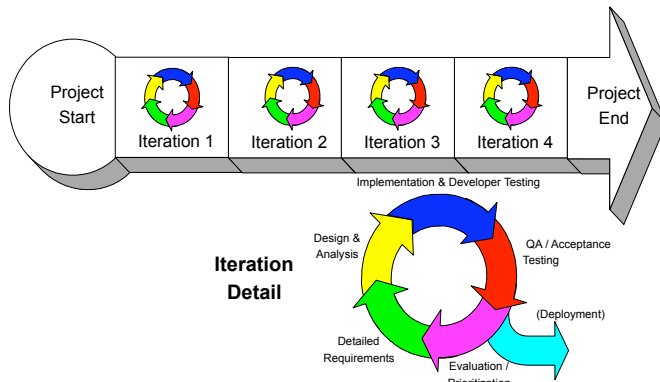 Project
Start
Iteration 1
Iteration 2
Iteration 3
Iteration 4
Project
End
Implementation & Developer Testing
Design &
Analysis
QA / Acceptance
Testing
Iteration
Detail
(Deployment)
Detailed
Requirements
Evaluation /
Prioritization